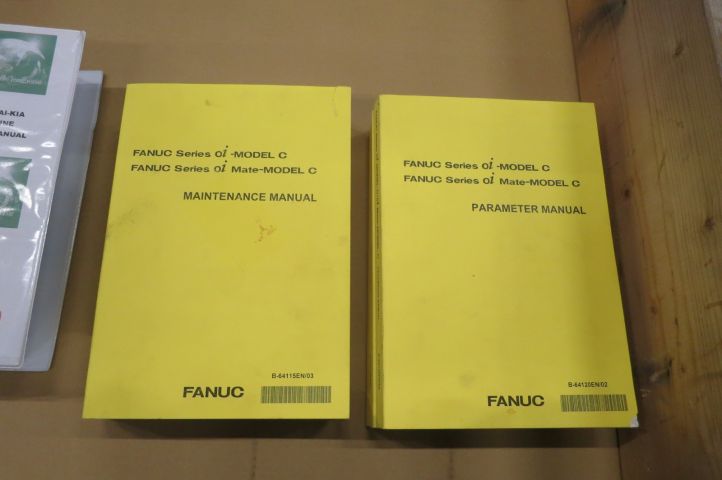 AI-KIA
INE
ANUAL
FANUC Series 0i -MODEL C
FANUC Series 0i Mate-MODEL C
MAINTENANCE MANUAL
B-64115EN/03
FANUC
FANUC Series 0i -MODEL C
FANUC Series 0i Mate-MODEL C
PARAMETER MANUAL
B-64120EN/02
FANUC